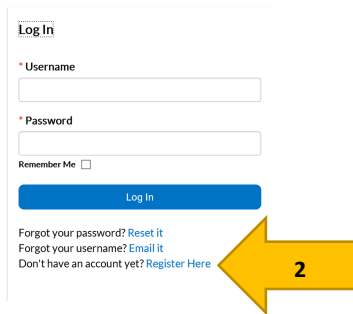 Log In
* Username
* Password
Remember Me
Log In
Forgot your password? Reset it
Forgot your username? Email it
Don't have an account yet? Register Here
2